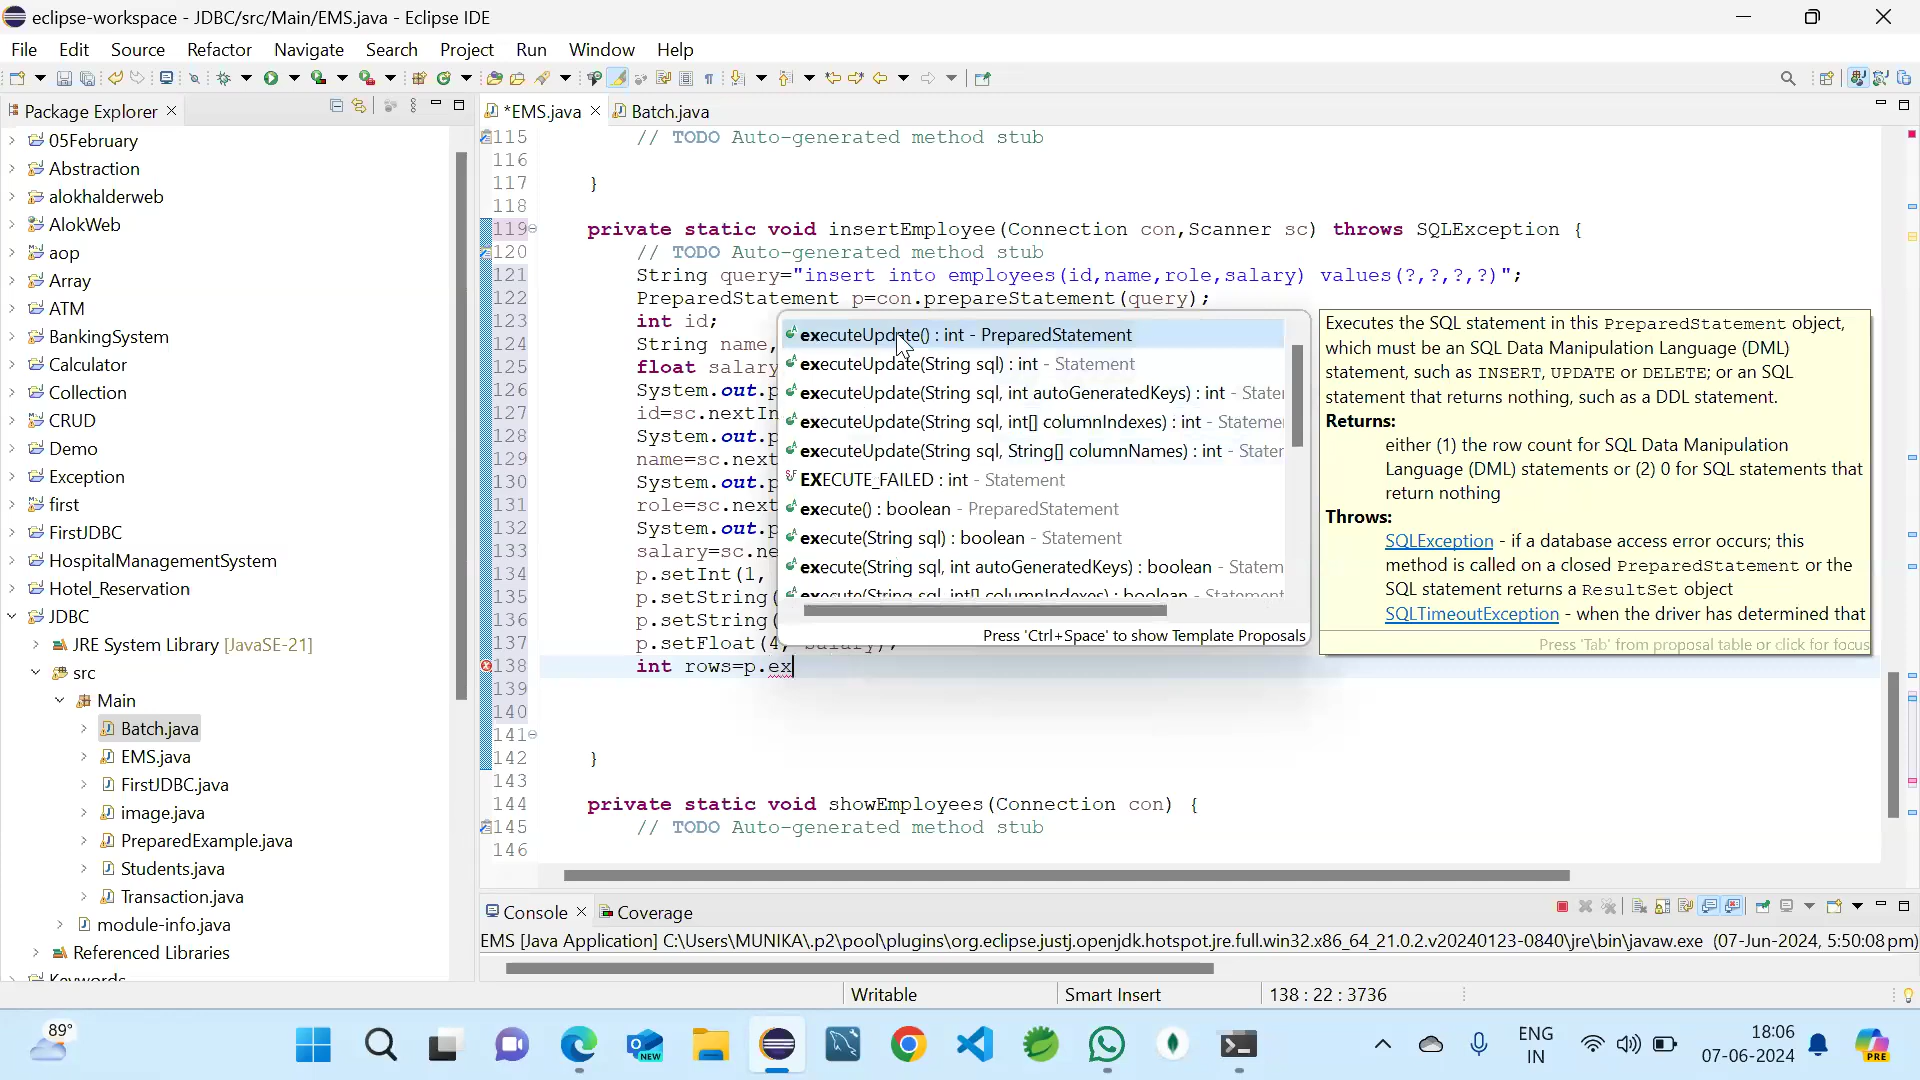 eclipse-workspace - JDBC/src/Main/EMS.java - Eclipse IDE
File Edit Source Refactor Navigate Search Project Run Window Help
Package Explorer
*EMS.java Batch.java
05February
Abstraction
alokhalderweb
AlokWeb
aop
Array
ATM
BankingSystem
Calculator
Collection
CRUD
Demo
Exception
first
FirstJDBC
HospitalManagementSystem
Hotel_Reservation
JDBC
JRE System Library [JavaSE-21]
src
Main
Batch.java
EMS.java
FirstJDBC.java
image.java
PreparedExample.java
Students.java
Transaction.java
module-info.java
Referenced Libraries
Keywords
115 // TODO Auto-generated method stub
116
117 }
118
119 private static void insertEmployee(Connection con,Scanner sc) throws SQLException {
120 // TODO Auto-generated method stub
121 String query="insert into employees(id,name,role,salary) values(?,?,?,?)";
122 PreparedStatement p=con.prepareStatement(query);
123 int id;
124 String name,
125 float salary
126 System.out.p
127 id=sc.nextIn
128 System.out.p
129 name=sc.next
130 System.out.p
131 role=sc.next
132 System.out.p
133 salary=sc.ne
134 p.setInt(1,
135 p.setString(
136 p.setString(
137 p.setFloat(4, salary);
138 int rows=p.ex
139
140
141
142 }
143
144 private static void showEmployees(Connection con) {
145 // TODO Auto-generated method stub
146
executeUpdate() : int - PreparedStatement
executeUpdate(String sql) : int - Statement
executeUpdate(String sql, int autoGeneratedKeys) : int - Stater
executeUpdate(String sql, int[] columnIndexes) : int - Stateme
executeUpdate(String sql, String[] columnNames) : int - Stater
EXECUTE_FAILED : int - Statement
execute() : boolean - PreparedStatement
execute(String sql) : boolean - Statement
execute(String sql, int autoGeneratedKeys) : boolean - Statem
execute(String sql, int[] columnIndexes) : boolean - Statement
Press 'Ctrl+Space' to show Template Proposals
Executes the SQL statement in this PreparedStatement object,
which must be an SQL Data Manipulation Language (DML)
statement, such as INSERT, UPDATE or DELETE; or an SQL
statement that returns nothing, such as a DDL statement.
Returns:
either (1) the row count for SQL Data Manipulation
Language (DML) statements or (2) 0 for SQL statements that
return nothing
Throws:
SQLException - if a database access error occurs; this
method is called on a closed PreparedStatement or the
SQL statement returns a ResultSet object
SQLTimeoutException - when the driver has determined that
Press 'Tab' from proposal table or click for focus
Console Coverage
EMS [Java Application] C:\Users\MUNIKA\.p2\pool\plugins\org.eclipse.justj.openjdk.hotspot.jre.full.win32.x86_64_21.0.2.v20240123-0840\jre\bin\javaw.exe (07-Jun-2024, 5:50:08 pm)
Writable Smart Insert 138 : 22 : 3736
89°
NEW
ENG
IN
18:06
07-06-2024
PRE